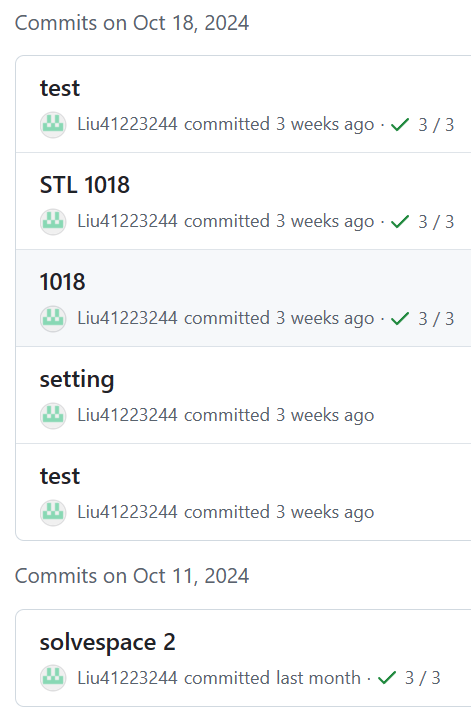 Commits on Oct 18, 2024
test
Liu41223244 committed 3 weeks ago · ✓ 3 / 3
STL 1018
Liu41223244 committed 3 weeks ago · ✓ 3 / 3
1018
Liu41223244 committed 3 weeks ago · ✓ 3 / 3
setting
Liu41223244 committed 3 weeks ago
test
Liu41223244 committed 3 weeks ago
Commits on Oct 11, 2024
solvespace 2
Liu41223244 committed last month · ✓ 3 / 3